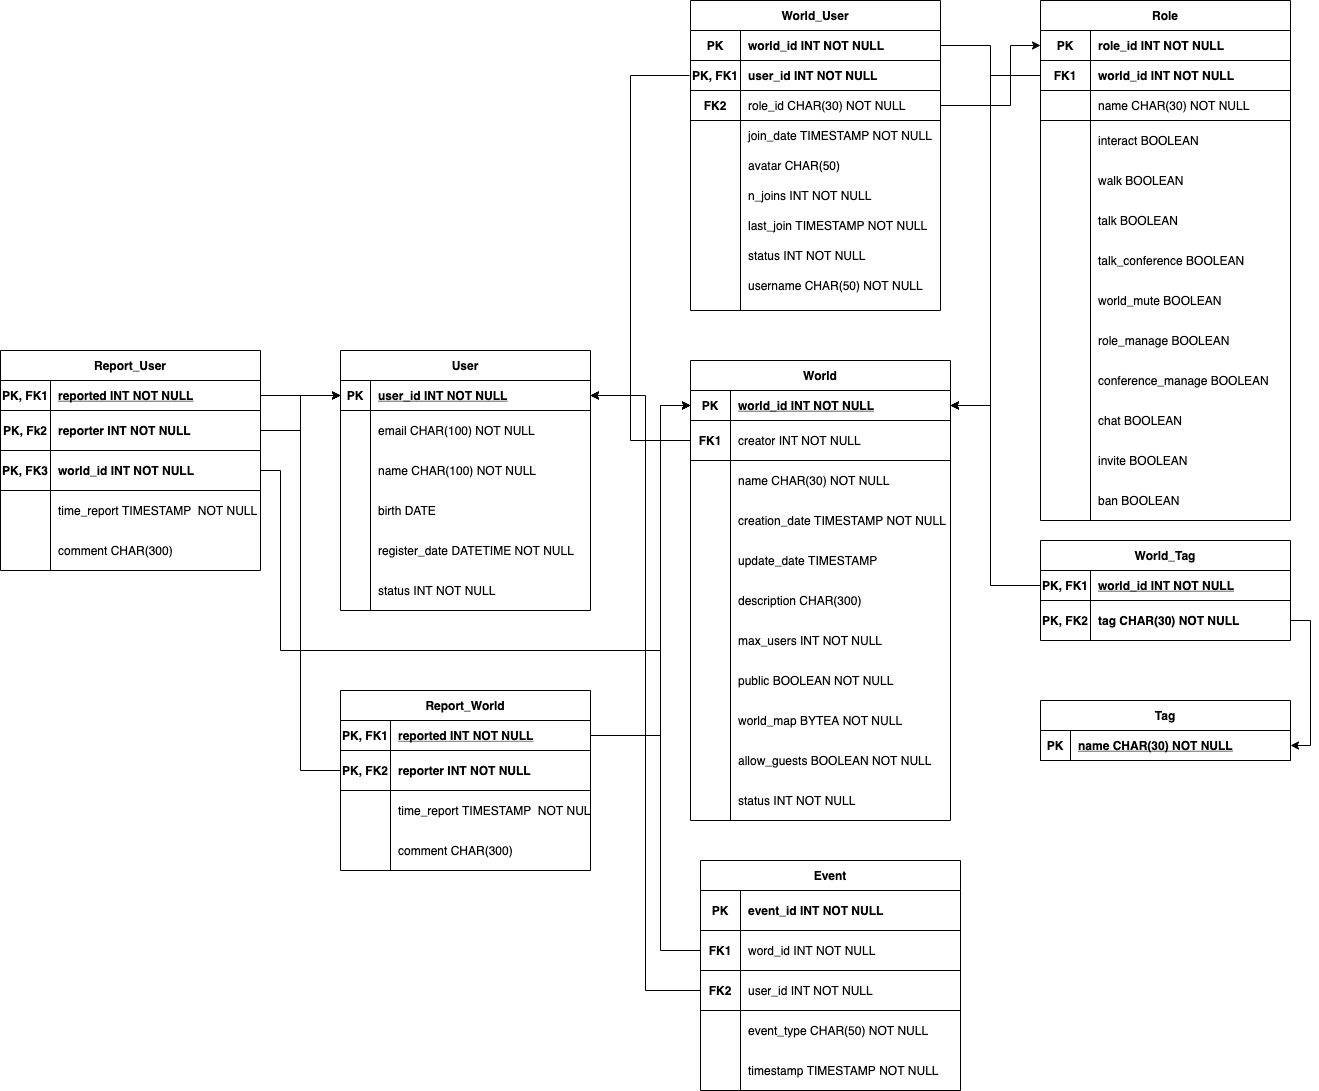 World_User
PK world_id INT NOT NULL
PK, FK1 user_id INT NOT NULL
FK2 role_id CHAR(30) NOT NULL
join_date TIMESTAMP NOT NULL
avatar CHAR(50)
n_joins INT NOT NULL
last_join TIMESTAMP NOT NULL
status INT NOT NULL
username CHAR(50) NOT NULL
Role
PK role_id INT NOT NULL
FK1 world_id INT NOT NULL
name CHAR(30) NOT NULL
interact BOOLEAN
walk BOOLEAN
talk BOOLEAN
talk_conference BOOLEAN
world_mute BOOLEAN
role_manage BOOLEAN
conference_manage BOOLEAN
chat BOOLEAN
invite BOOLEAN
ban BOOLEAN
Report_User
PK, FK1 reported INT NOT NULL
PK, Fk2 reporter INT NOT NULL
PK, FK3 world_id INT NOT NULL
time_report TIMESTAMP NOT NULL
comment CHAR(300)
User
PK user_id INT NOT NULL
email CHAR(100) NOT NULL
name CHAR(100) NOT NULL
birth DATE
register_date DATETIME NOT NULL
status INT NOT NULL
World
PK world_id INT NOT NULL
FK1 creator INT NOT NULL
name CHAR(30) NOT NULL
creation_date TIMESTAMP NOT NULL
update_date TIMESTAMP
description CHAR(300)
max_users INT NOT NULL
public BOOLEAN NOT NULL
world_map BYTEA NOT NULL
allow_guests BOOLEAN NOT NULL
status INT NOT NULL
World_Tag
PK, FK1 world_id INT NOT NULL
PK, FK2 tag CHAR(30) NOT NULL
Tag
PK name CHAR(30) NOT NULL
Report_World
PK, FK1 reported INT NOT NULL
PK, FK2 reporter INT NOT NULL
time_report TIMESTAMP NOT NUL
comment CHAR(300)
Event
PK event_id INT NOT NULL
FK1 word_id INT NOT NULL
FK2 user_id INT NOT NULL
event_type CHAR(50) NOT NULL
timestamp TIMESTAMP NOT NULL